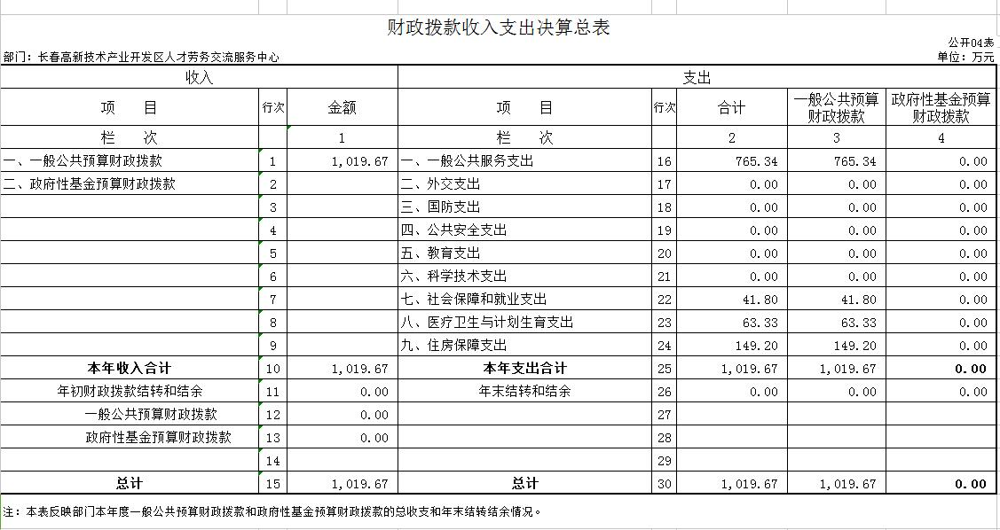 财政拨款收入支出决算总表
公开04表
部门：长春高新技术产业开发区人才劳务交流服务中心 单位：万元
收入 支出
项 目 行次 金额 项 目 行次 合计 一般公共预算财政拨款 政府性基金预算财政拨款
栏 次 1 栏 次 2 3 4
一、一般公共预算财政拨款 1 1,019.67 一、一般公共服务支出 16 765.34 765.34 0.00
二、政府性基金预算财政拨款 2 二、外交支出 17 0.00 0.00 0.00
3 三、国防支出 18 0.00 0.00 0.00
4 四、公共安全支出 19 0.00 0.00 0.00
5 五、教育支出 20 0.00 0.00 0.00
6 六、科学技术支出 21 0.00 0.00 0.00
7 七、社会保障和就业支出 22 41.80 41.80 0.00
8 八、医疗卫生与计划生育支出 23 63.33 63.33 0.00
9 九、住房保障支出 24 149.20 149.20 0.00
本年收入合计 10 1,019.67 本年支出合计 25 1,019.67 1,019.67 0.00
年初财政拨款结转和结余 11 0.00 年末结转和结余 26 0.00 0.00 0.00
一般公共预算财政拨款 12 0.00 27
政府性基金预算财政拨款 13 0.00 28
14 29
总计 15 1,019.67 总计 30 1,019.67 1,019.67 0.00
注：本表反映部门本年度一般公共预算财政拨款和政府性基金预算财政拨款的总收支和年末结转结余情况。